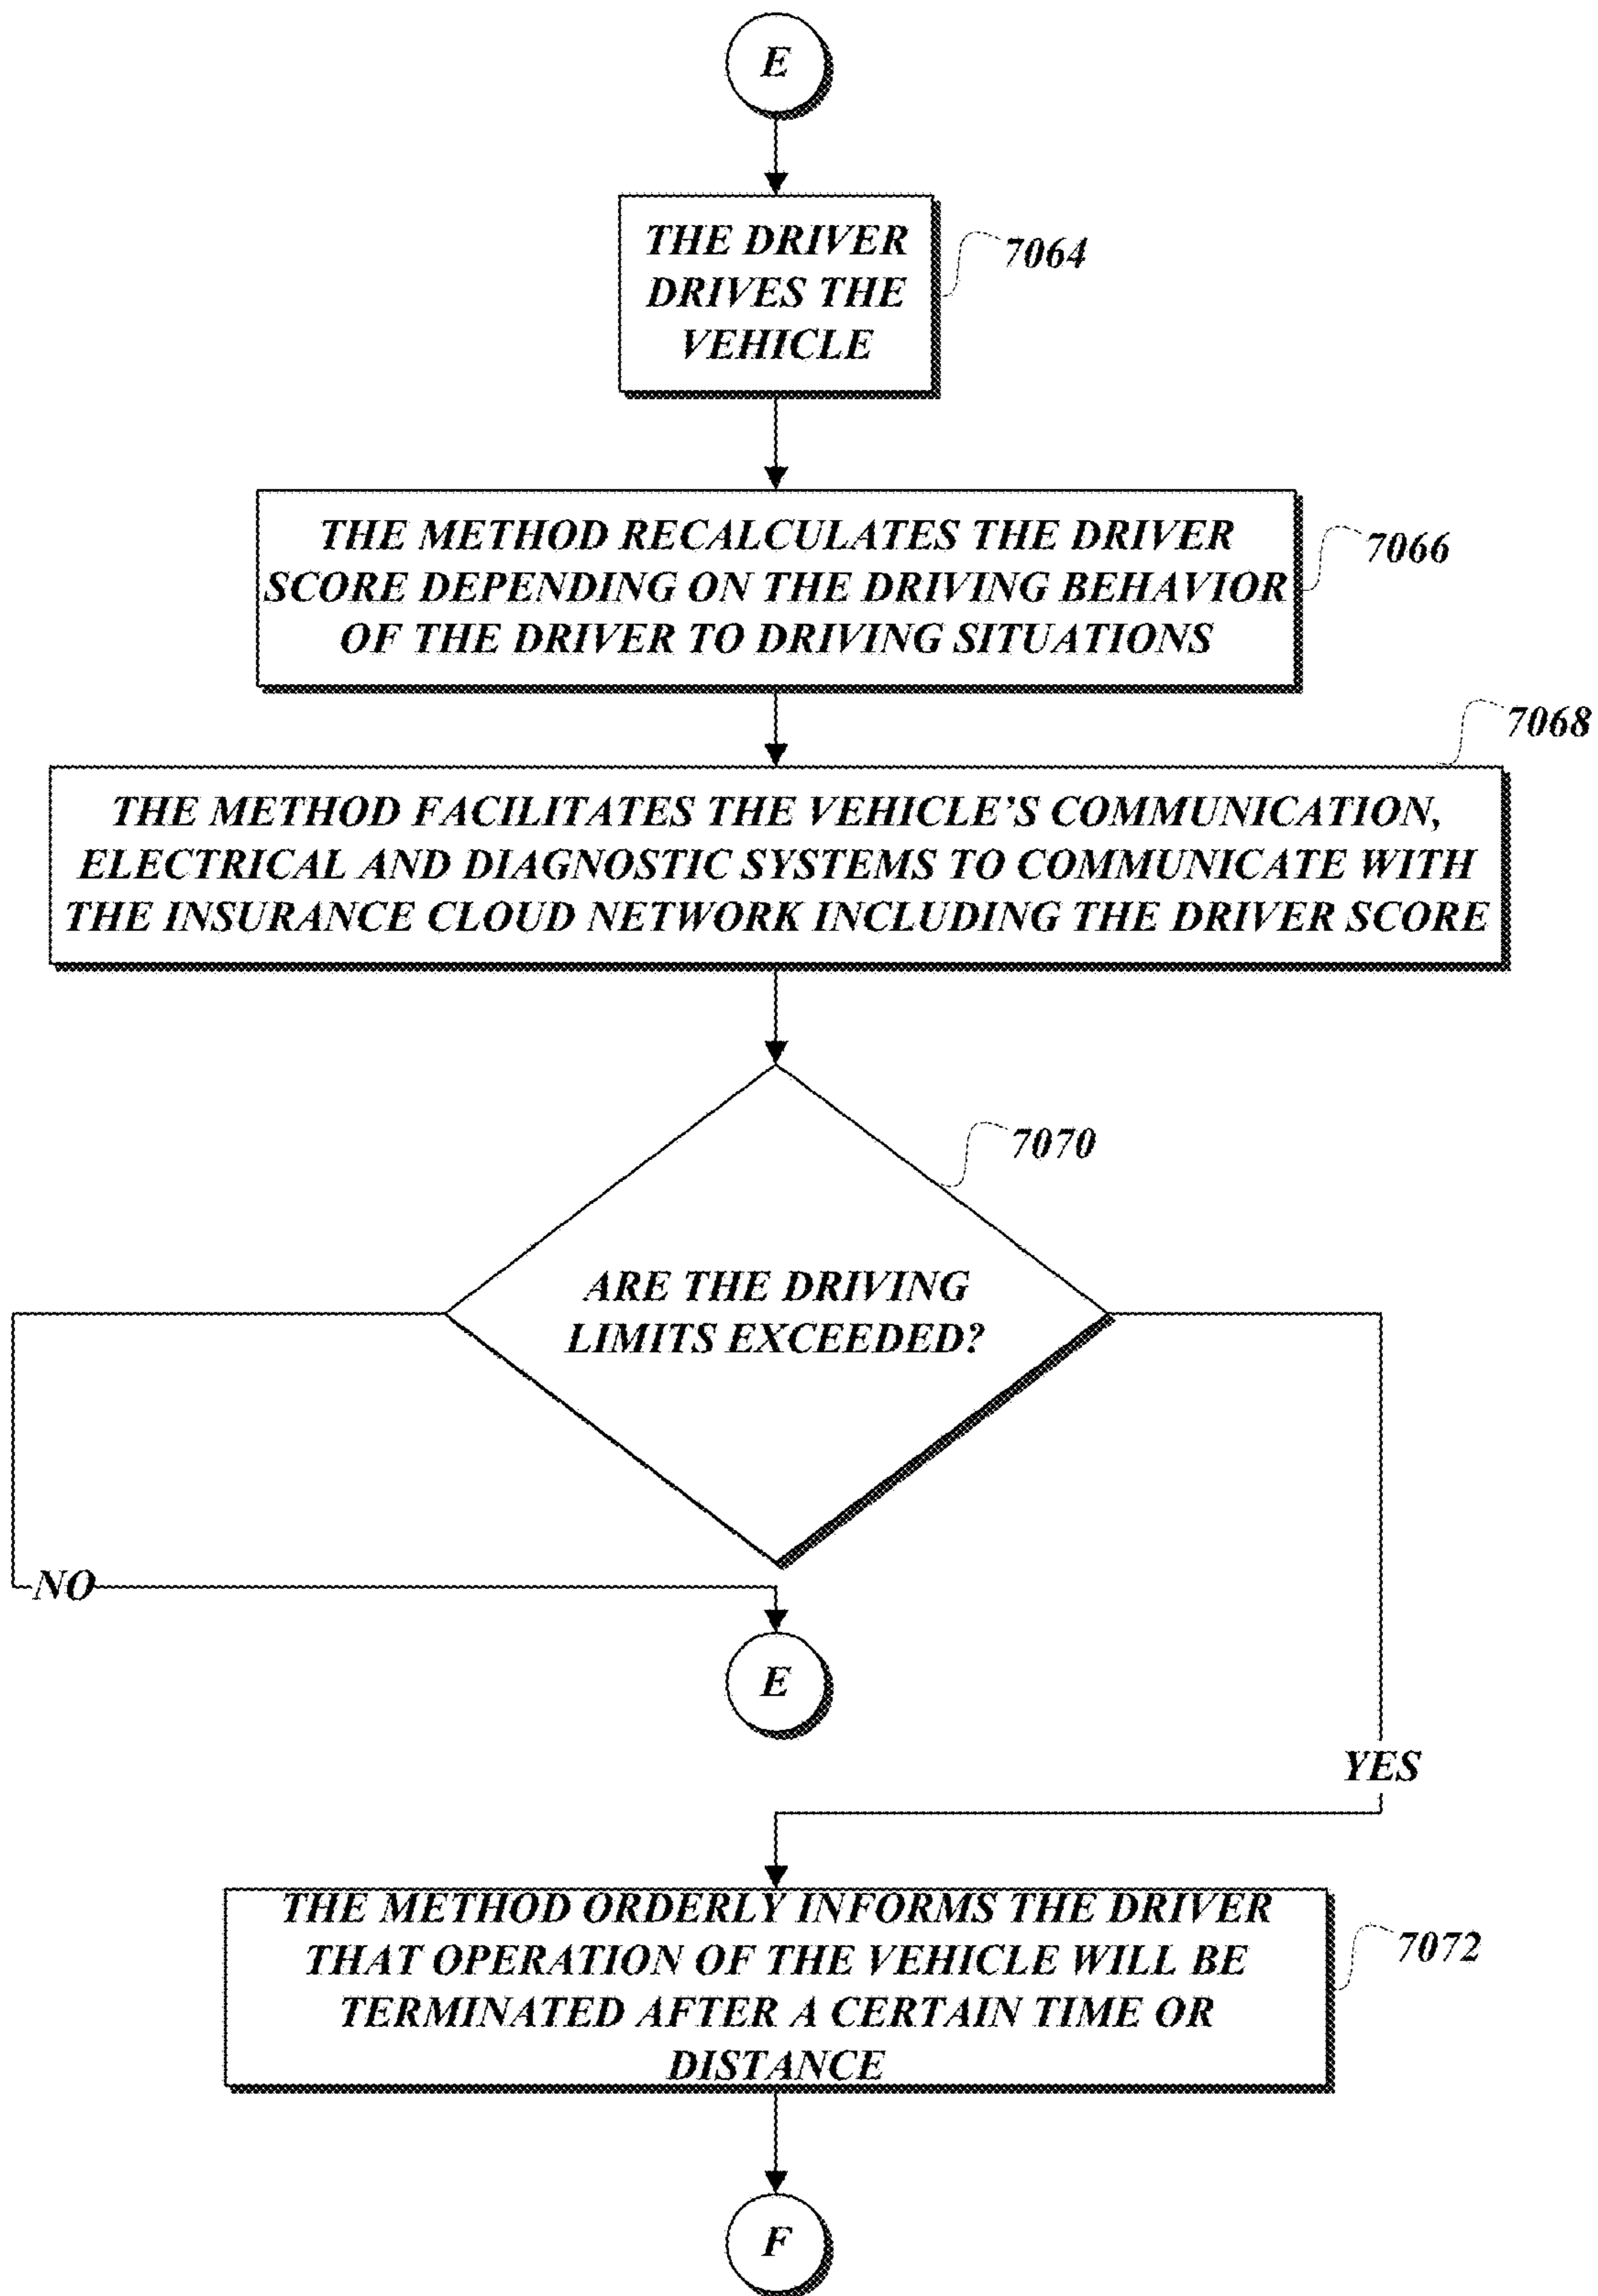 E
THE DRIVER
DRIVES THE
VEHICLE
7064
THE METHOD RECALCULATES THE DRIVER
SCORE DEPENDING ON THE DRIVING BEHAVIOR
OF THE DRIVER TO DRIVING SITUATIONS
7066
7068
THE METHOD FACILITATES THE VEHICLE’S COMMUNICATION,
ELECTRICAL AND DIAGNOSTIC SYSTEMS TO COMMUNICATE WITH
THE INSURANCE CLOUD NETWORK INCLUDING THE DRIVER SCORE
7070
ARE THE DRIVING
LIMITS EXCEEDED?
NO
E
YES
THE METHOD ORDERLY INFORMS THE DRIVER
THAT OPERATION OF THE VEHICLE WILL BE
TERMINATED AFTER A CERTAIN TIME OR
DISTANCE
7072
F